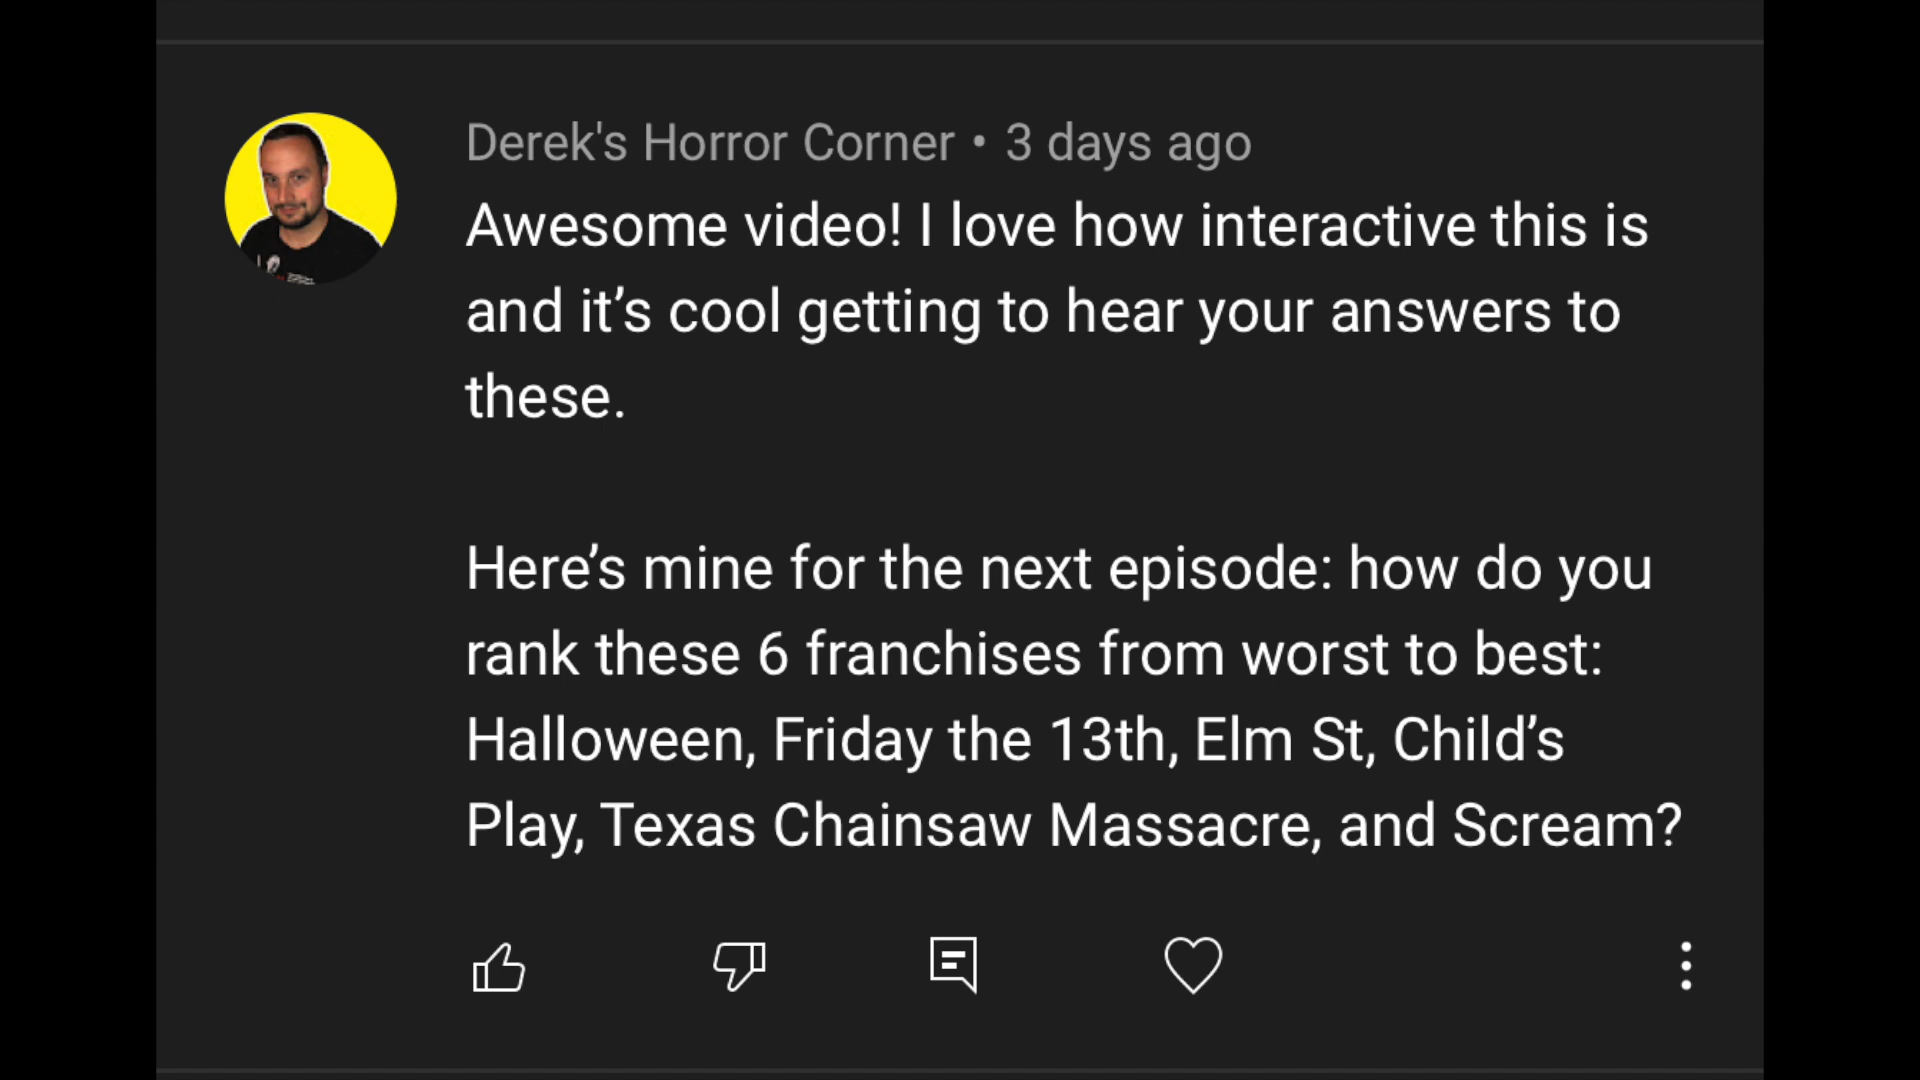 Derek's Horror Corner • 3 days ago
Awesome video! I love how interactive this is
and it’s cool getting to hear your answers to
these.
Here’s mine for the next episode: how do you
rank these 6 franchises from worst to best:
Halloween, Friday the 13th, Elm St, Child’s
Play, Texas Chainsaw Massacre, and Scream?